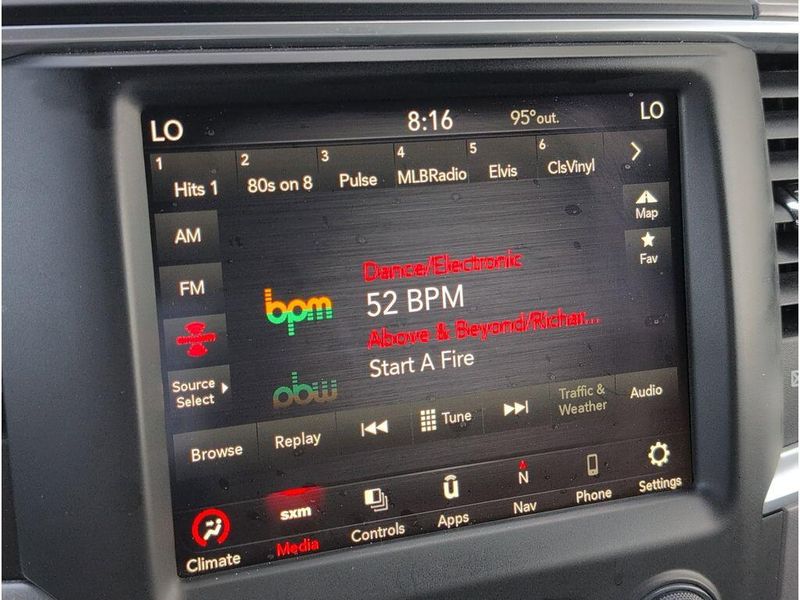 LO
8:16
95°out.
LO
1 Hits 1
2 80s on 8
3 Pulse
4 MLBRadio
5 Elvis
6 ClsVinyl
AM
Map
Dance/Electronic
FM
bpm
52 BPM
Fav
Above & Beyond/Richar...
Start A Fire
Source
Select
Browse
Replay
Tune
Traffic &
Weather
Audio
Climate
sxm
Media
Controls
u
Apps
N
Nav
Phone
Settings